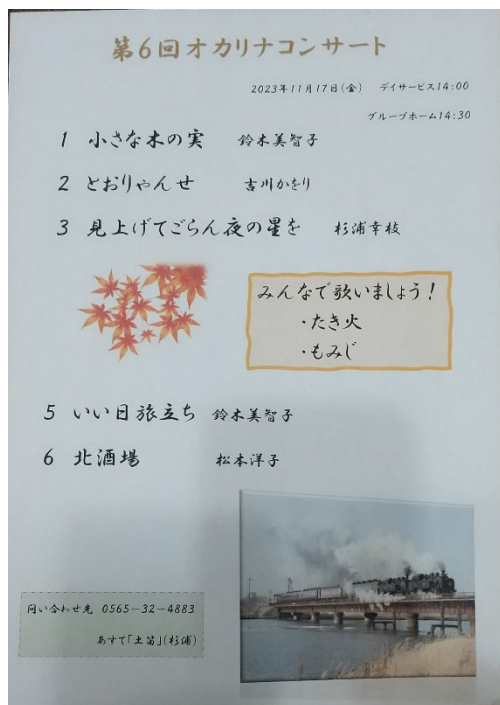 第6回オカリナコンサート
2023年11月17日(金) デイサービス14:00
グループホーム14:30
1 小さな木の実 鈴木美智子
2 とおりゃんせ 吉川かをり
3 見上げてごらん夜の星を 杉浦幸枝
みんなで歌いましょう!
・たき火
・もみじ
5 いい日旅立ち 鈴木美智子
6 北酒場 松本洋子
問い合わせ先 0565-32-4883
あすて「土笛」(杉浦)